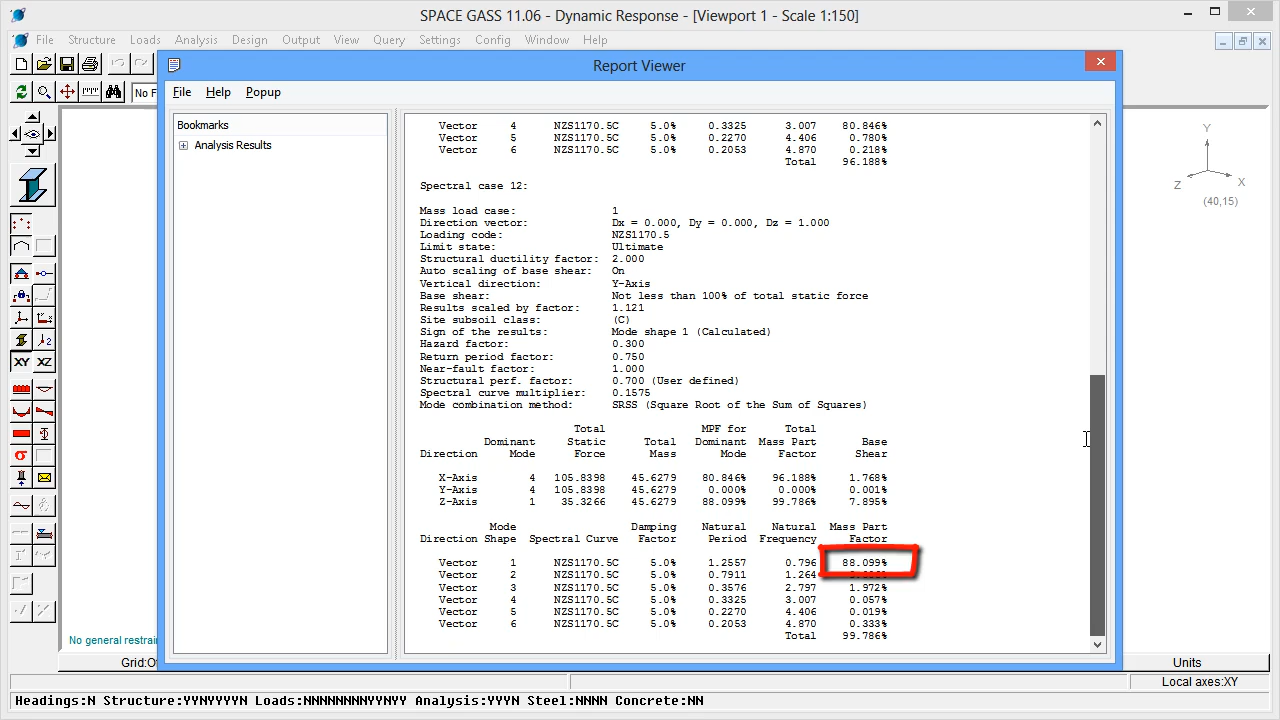 SPACE GASS 11.06 - Dynamic Response - [Viewport 1 - Scale 1:150]
File Structure Loads Analysis Design Output View Query Settings Config Window Help
Report Viewer
File Help Popup
No F
Bookmarks
Analysis Results
Vector 4 NZS1170.5C 5.0% 0.3325 3.007 80.846%
Vector 5 NZS1170.5C 5.0% 0.2270 4.406 0.780%
Vector 6 NZS1170.5C 5.0% 0.2053 4.870 0.218%
Total 96.188%
Spectral case 12:
Mass load case: 1
Direction vector: Dx = 0.000, Dy = 0.000, Dz = 1.000
Loading code: NZS1170.5
Limit state: Ultimate
Structural ductility factor: 2.000
Auto scaling of base shear: On
Vertical direction: Y-Axis
Base shear: Not less than 100% of total static force
Results scaled by factor: 1.121
Site subsoil class: (C)
Sign of the results: Mode shape 1 (Calculated)
Hazard factor: 0.300
Return period factor: 0.750
Near-fault factor: 1.000
Structural perf. factor: 0.700 (User defined)
Spectral curve multiplier: 0.1575
Mode combination method: SRSS (Square Root of the Sum of Squares)
Total MPF for Total
Dominant Static Total Dominant Mass Part Base
Direction Mode Force Mass Mode Factor Shear
X-Axis 4 105.8398 45.6279 80.846% 96.188% 1.768%
Y-Axis 4 105.8398 45.6279 0.000% 0.000% 0.001%
Z-Axis 1 35.3266 45.6279 88.099% 99.786% 7.895%
Mode Damping Natural Natural Mass Part
Direction Shape Spectral Curve Factor Period Frequency Factor
Vector 1 NZS1170.5C 5.0% 1.2557 0.796 88.099%
Vector 2 NZS1170.5C 5.0% 0.7911 1.264
Vector 3 NZS1170.5C 5.0% 0.3576 2.797 1.972%
Vector 4 NZS1170.5C 5.0% 0.3325 3.007 0.057%
Vector 5 NZS1170.5C 5.0% 0.2270 4.406 0.019%
Vector 6 NZS1170.5C 5.0% 0.2053 4.870 0.333%
Total 99.786%
Y
Z
X
(40,15)
XY
XZ
No general restrai
Grid:O
Units
Local axes:XY
Headings:N Structure:YYNYYYYN Loads:NNNNNNNNYYNYY Analysis:YYYN Steel:NNNN Concrete:NN